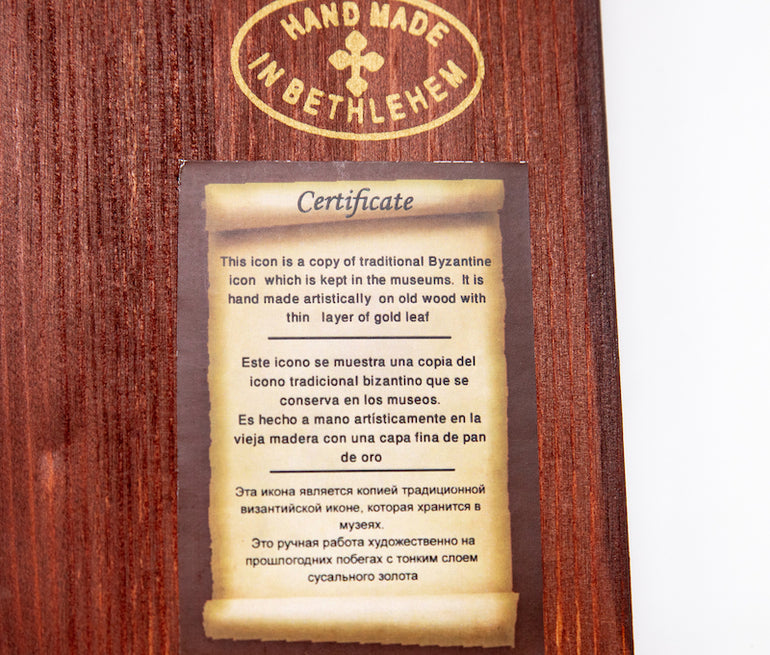 HAND MADE
IN BETHLEHEM
Certificate
This icon is a copy of traditional Byzantine
icon which is kept in the museums. It is
hand made artistically on old wood with
thin layer of gold leaf
Este icono se muestra una copia del
icono tradicional bizantino que se
conserva en los museos.
Es hecho a mano artísticamente en la
vieja madera con una capa fina de pan
de oro
Эта икона является копией традиционной
византийской иконе, которая хранится в
музеях.
Это ручная работа художественно на
прошлогодних побегах с тонким слоем
сусального золота